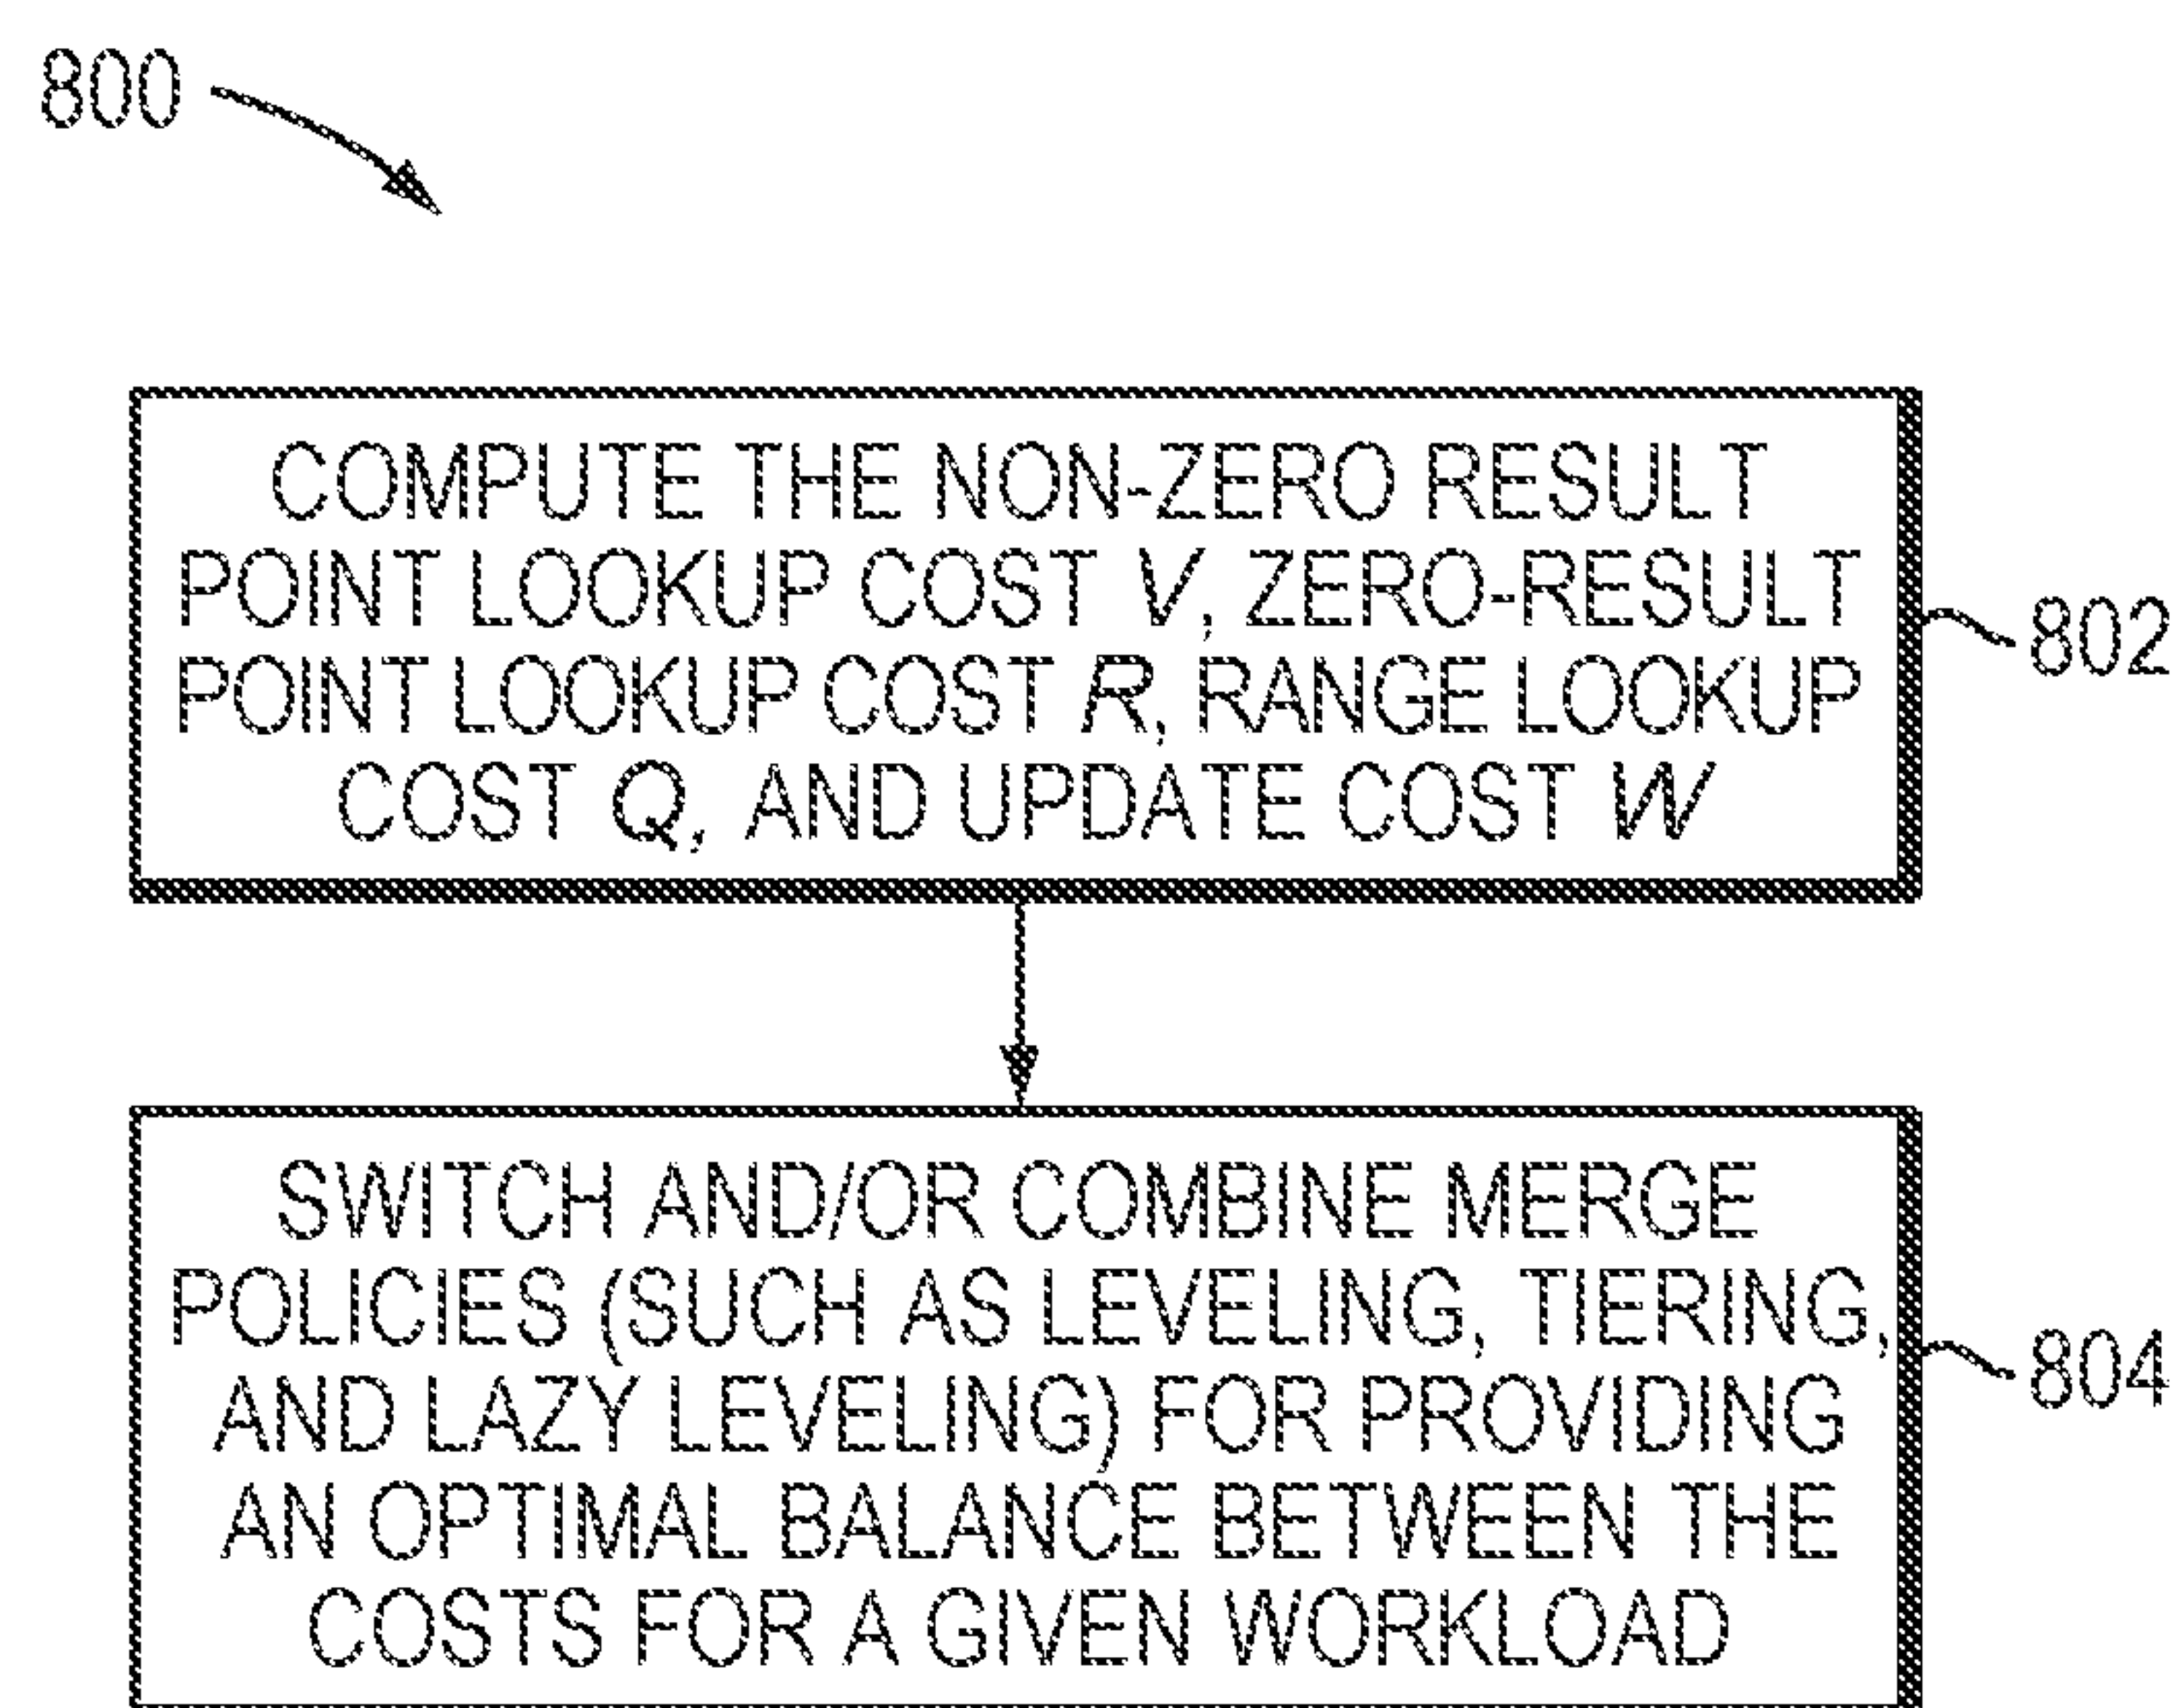 800
COMPUTE THE NON-ZERO RESULT
POINT LOOKUP COST V, ZERO-RESULT
POINT LOOKUP COST R, RANGE LOOKUP
COST Q, AND UPDATE COST W
802
SWITCH AND/OR COMBINE MERGE
POLICIES (SUCH AS LEVELING, TIERING,
AND LAZY LEVELING) FOR PROVIDING
AN OPTIMAL BALANCE BETWEEN THE
COSTS FOR A GIVEN WORKLOAD
804